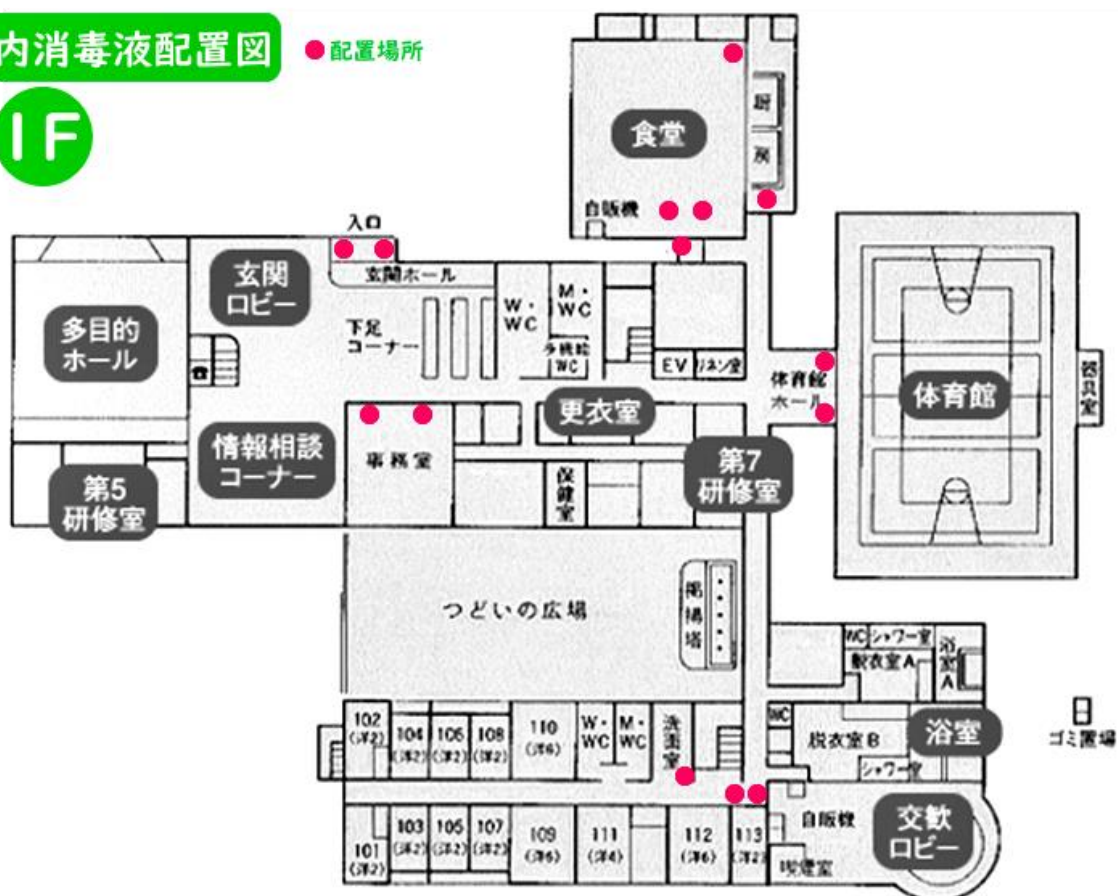 内消毒液配置図
●配置場所
1F
食堂
厨
房
自販機
入口
玄関
ロビー
玄関ホール
多目的
ホール
下足
コーナー
W・
WC
M・
WC
多機能
WC
EV
リネン室
体育館
ホール
体育館
器具室
更衣室
情報相談
コーナー
事務室
第5
研修室
保健室
第7
研修室
つどいの広場
掲揚塔
WC
シャワー室
脱衣室A
浴室A
102
(洋2)
104
(洋2)
106
(洋2)
108
(洋2)
110
(洋6)
W・
WC
M・
WC
洗面室
WC
脱衣室B
浴室
シャワー室
ゴミ置場
101
(洋2)
103
(洋2)
105
(洋2)
107
(洋2)
109
(洋6)
111
(洋4)
112
(洋6)
113
(洋2)
自販機
喫煙室
交歓
ロビー